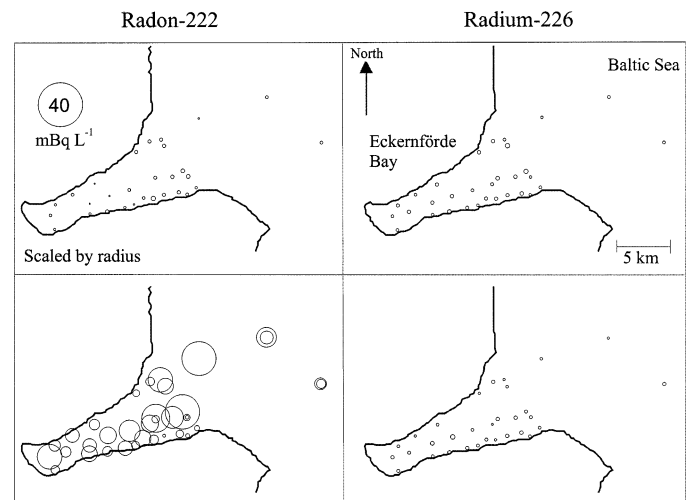 Radon-222
Radium-226
40
mBq L-1
Scaled by radius
North
Baltic Sea
Eckernförde
Bay
5 km